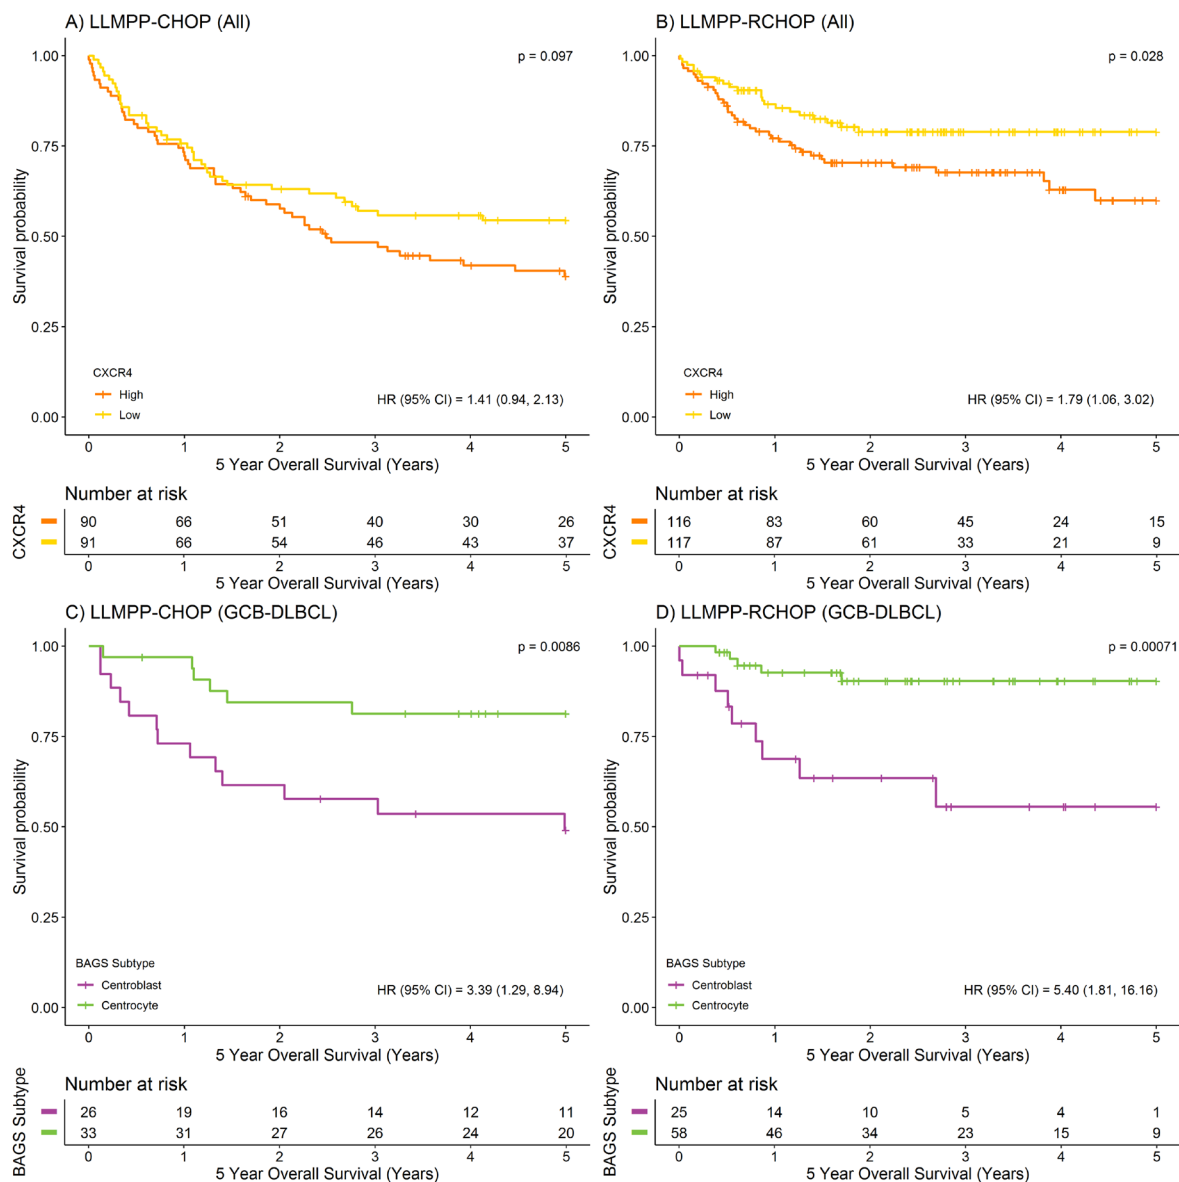 A) LLMPP-CHOP (All)
Survival probability
1.00
0.75
0.50
0.25
0.00
p = 0.097
CXCR4
High
Low
HR (95% CI) = 1.41 (0.94, 2.13)
0 1 2 3 4 5
5 Year Overall Survival (Years)
Number at risk
CXCR4
90 66 51 40 30 26
91 66 54 46 43 37
0 1 2 3 4 5
5 Year Overall Survival (Years)
B) LLMPP-RCHOP (All)
Survival probability
1.00
0.75
0.50
0.25
0.00
p = 0.028
CXCR4
High
Low
HR (95% CI) = 1.79 (1.06, 3.02)
0 1 2 3 4 5
5 Year Overall Survival (Years)
Number at risk
CXCR4
116 83 60 45 24 15
117 87 61 33 21 9
0 1 2 3 4 5
5 Year Overall Survival (Years)
C) LLMPP-CHOP (GCB-DLBCL)
Survival probability
1.00
0.75
0.50
0.25
0.00
p = 0.0086
BAGS Subtype
Centroblast
Centrocyte
HR (95% CI) = 3.39 (1.29, 8.94)
0 1 2 3 4 5
5 Year Overall Survival (Years)
Number at risk
BAGS Subtype
26 19 16 14 12 11
33 31 27 26 24 20
0 1 2 3 4 5
5 Year Overall Survival (Years)
D) LLMPP-RCHOP (GCB-DLBCL)
Survival probability
1.00
0.75
0.50
0.25
0.00
p = 0.00071
BAGS Subtype
Centroblast
Centrocyte
HR (95% CI) = 5.40 (1.81, 16.16)
0 1 2 3 4 5
5 Year Overall Survival (Years)
Number at risk
BAGS Subtype
25 14 10 5 4 1
58 46 34 23 15 9
0 1 2 3 4 5
5 Year Overall Survival (Years)